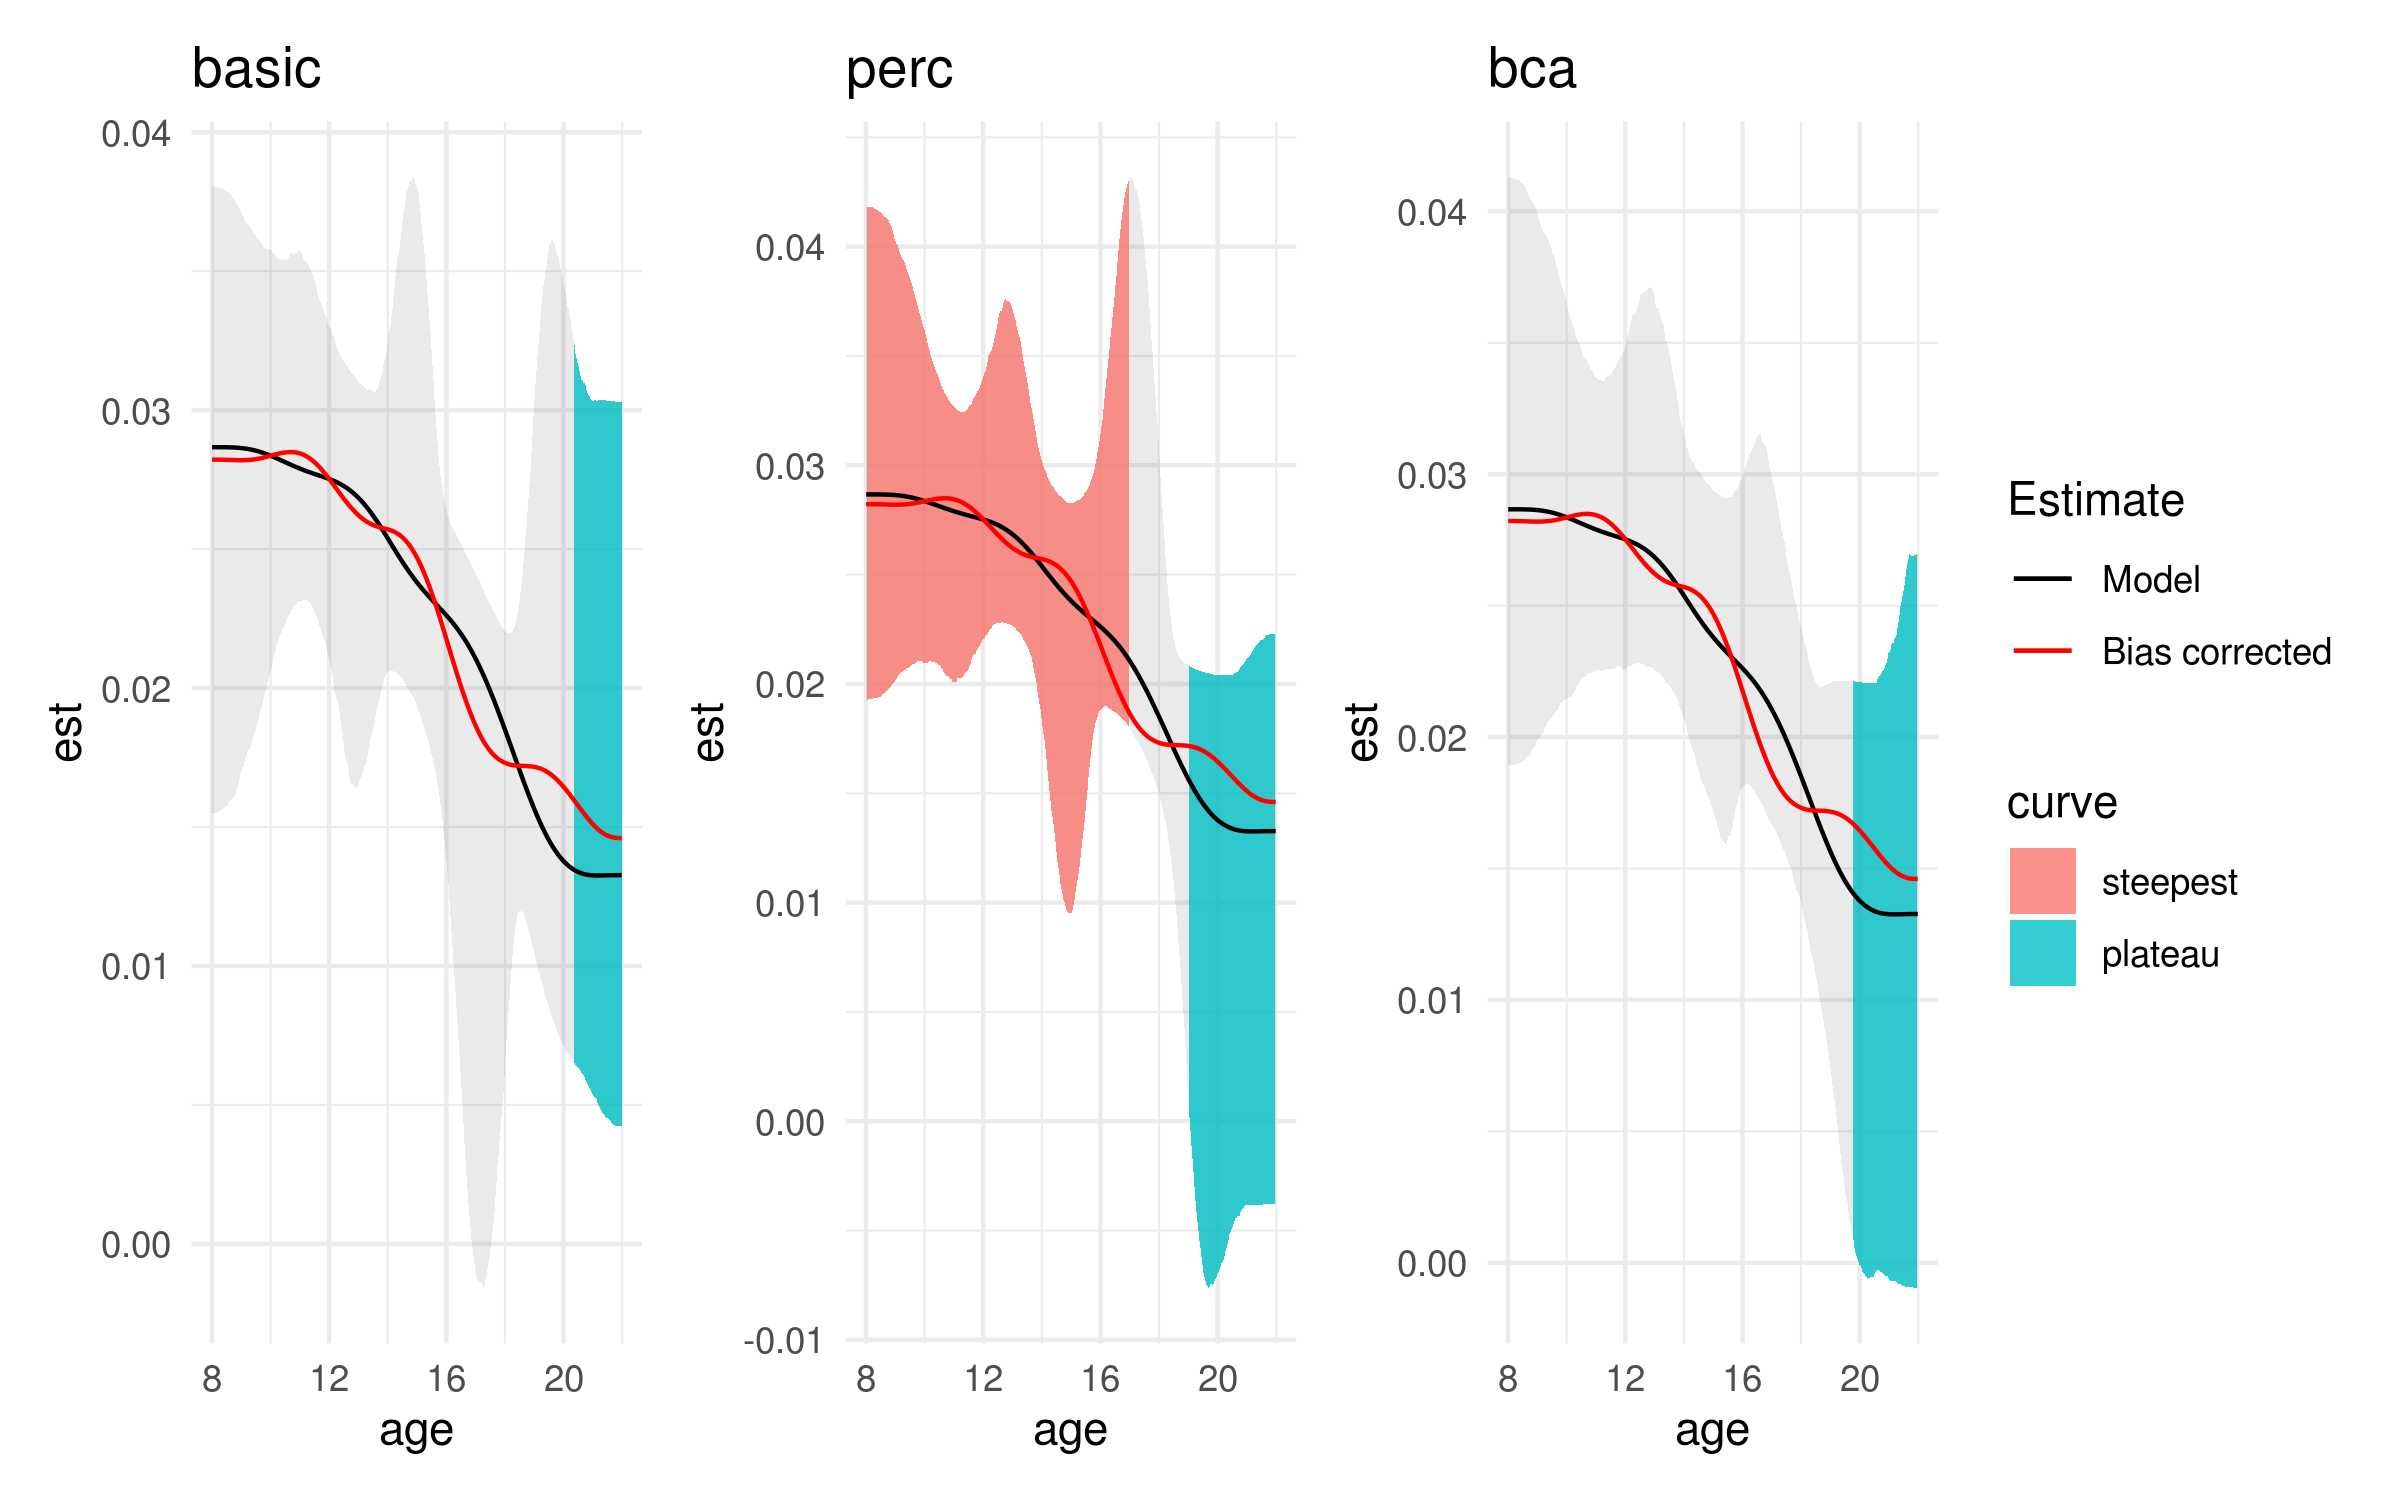 basic
perc
bca
0.04
0.03
0.02
0.01
0.00
est
8 12 16 20
age
0.04
0.03
0.02
0.01
0.00
-0.01
est
8 12 16 20
age
0.04
0.03
0.02
0.01
0.00
est
8 12 16 20
age
Estimate
Model
Bias corrected
curve
steepest
plateau